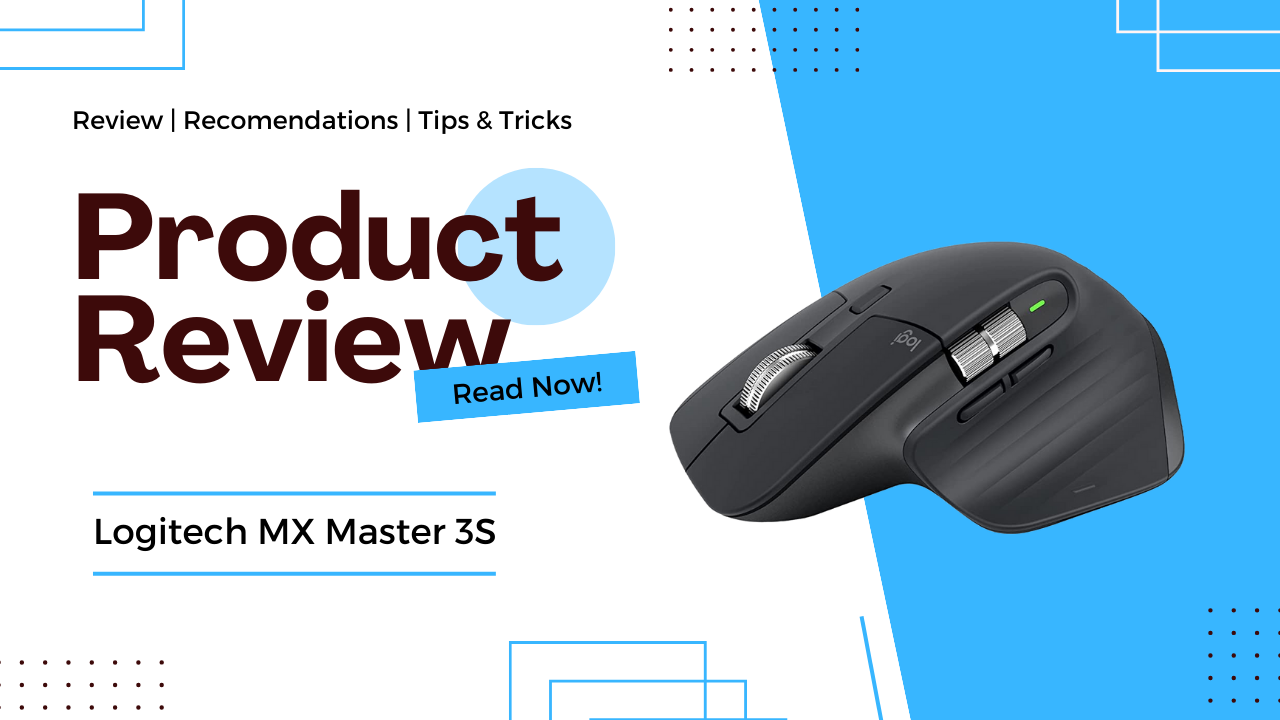 Review | Recomendations | Tips & Tricks
Product
Review
Read Now!
Logitech MX Master 3S
logi